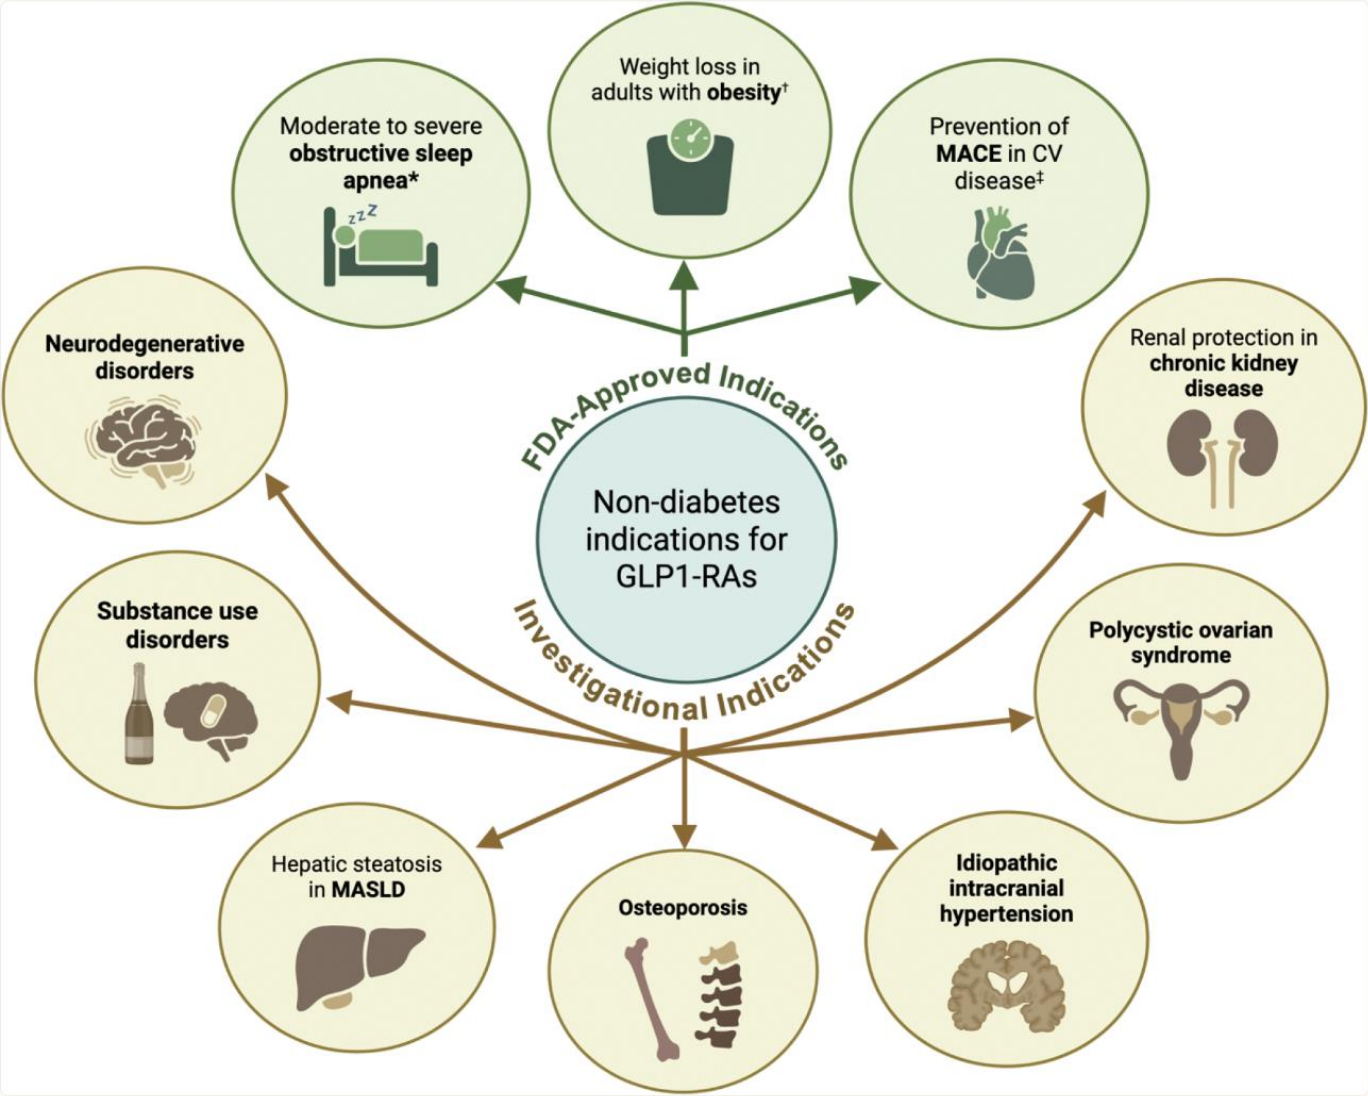 Weight loss in
adults with obesity†
Moderate to severe
obstructive sleep
apnea*
zzz
Prevention of
MACE in CV
disease‡
Neurodegenerative
disorders
Renal protection in
chronic kidney
disease
FDA-Approved Indications
Non-diabetes
indications for
GLP1-RAs
Investigational Indications
Substance use
disorders
Polycystic ovarian
syndrome
Hepatic steatosis
in MASLD
Osteoporosis
Idiopathic
intracranial
hypertension